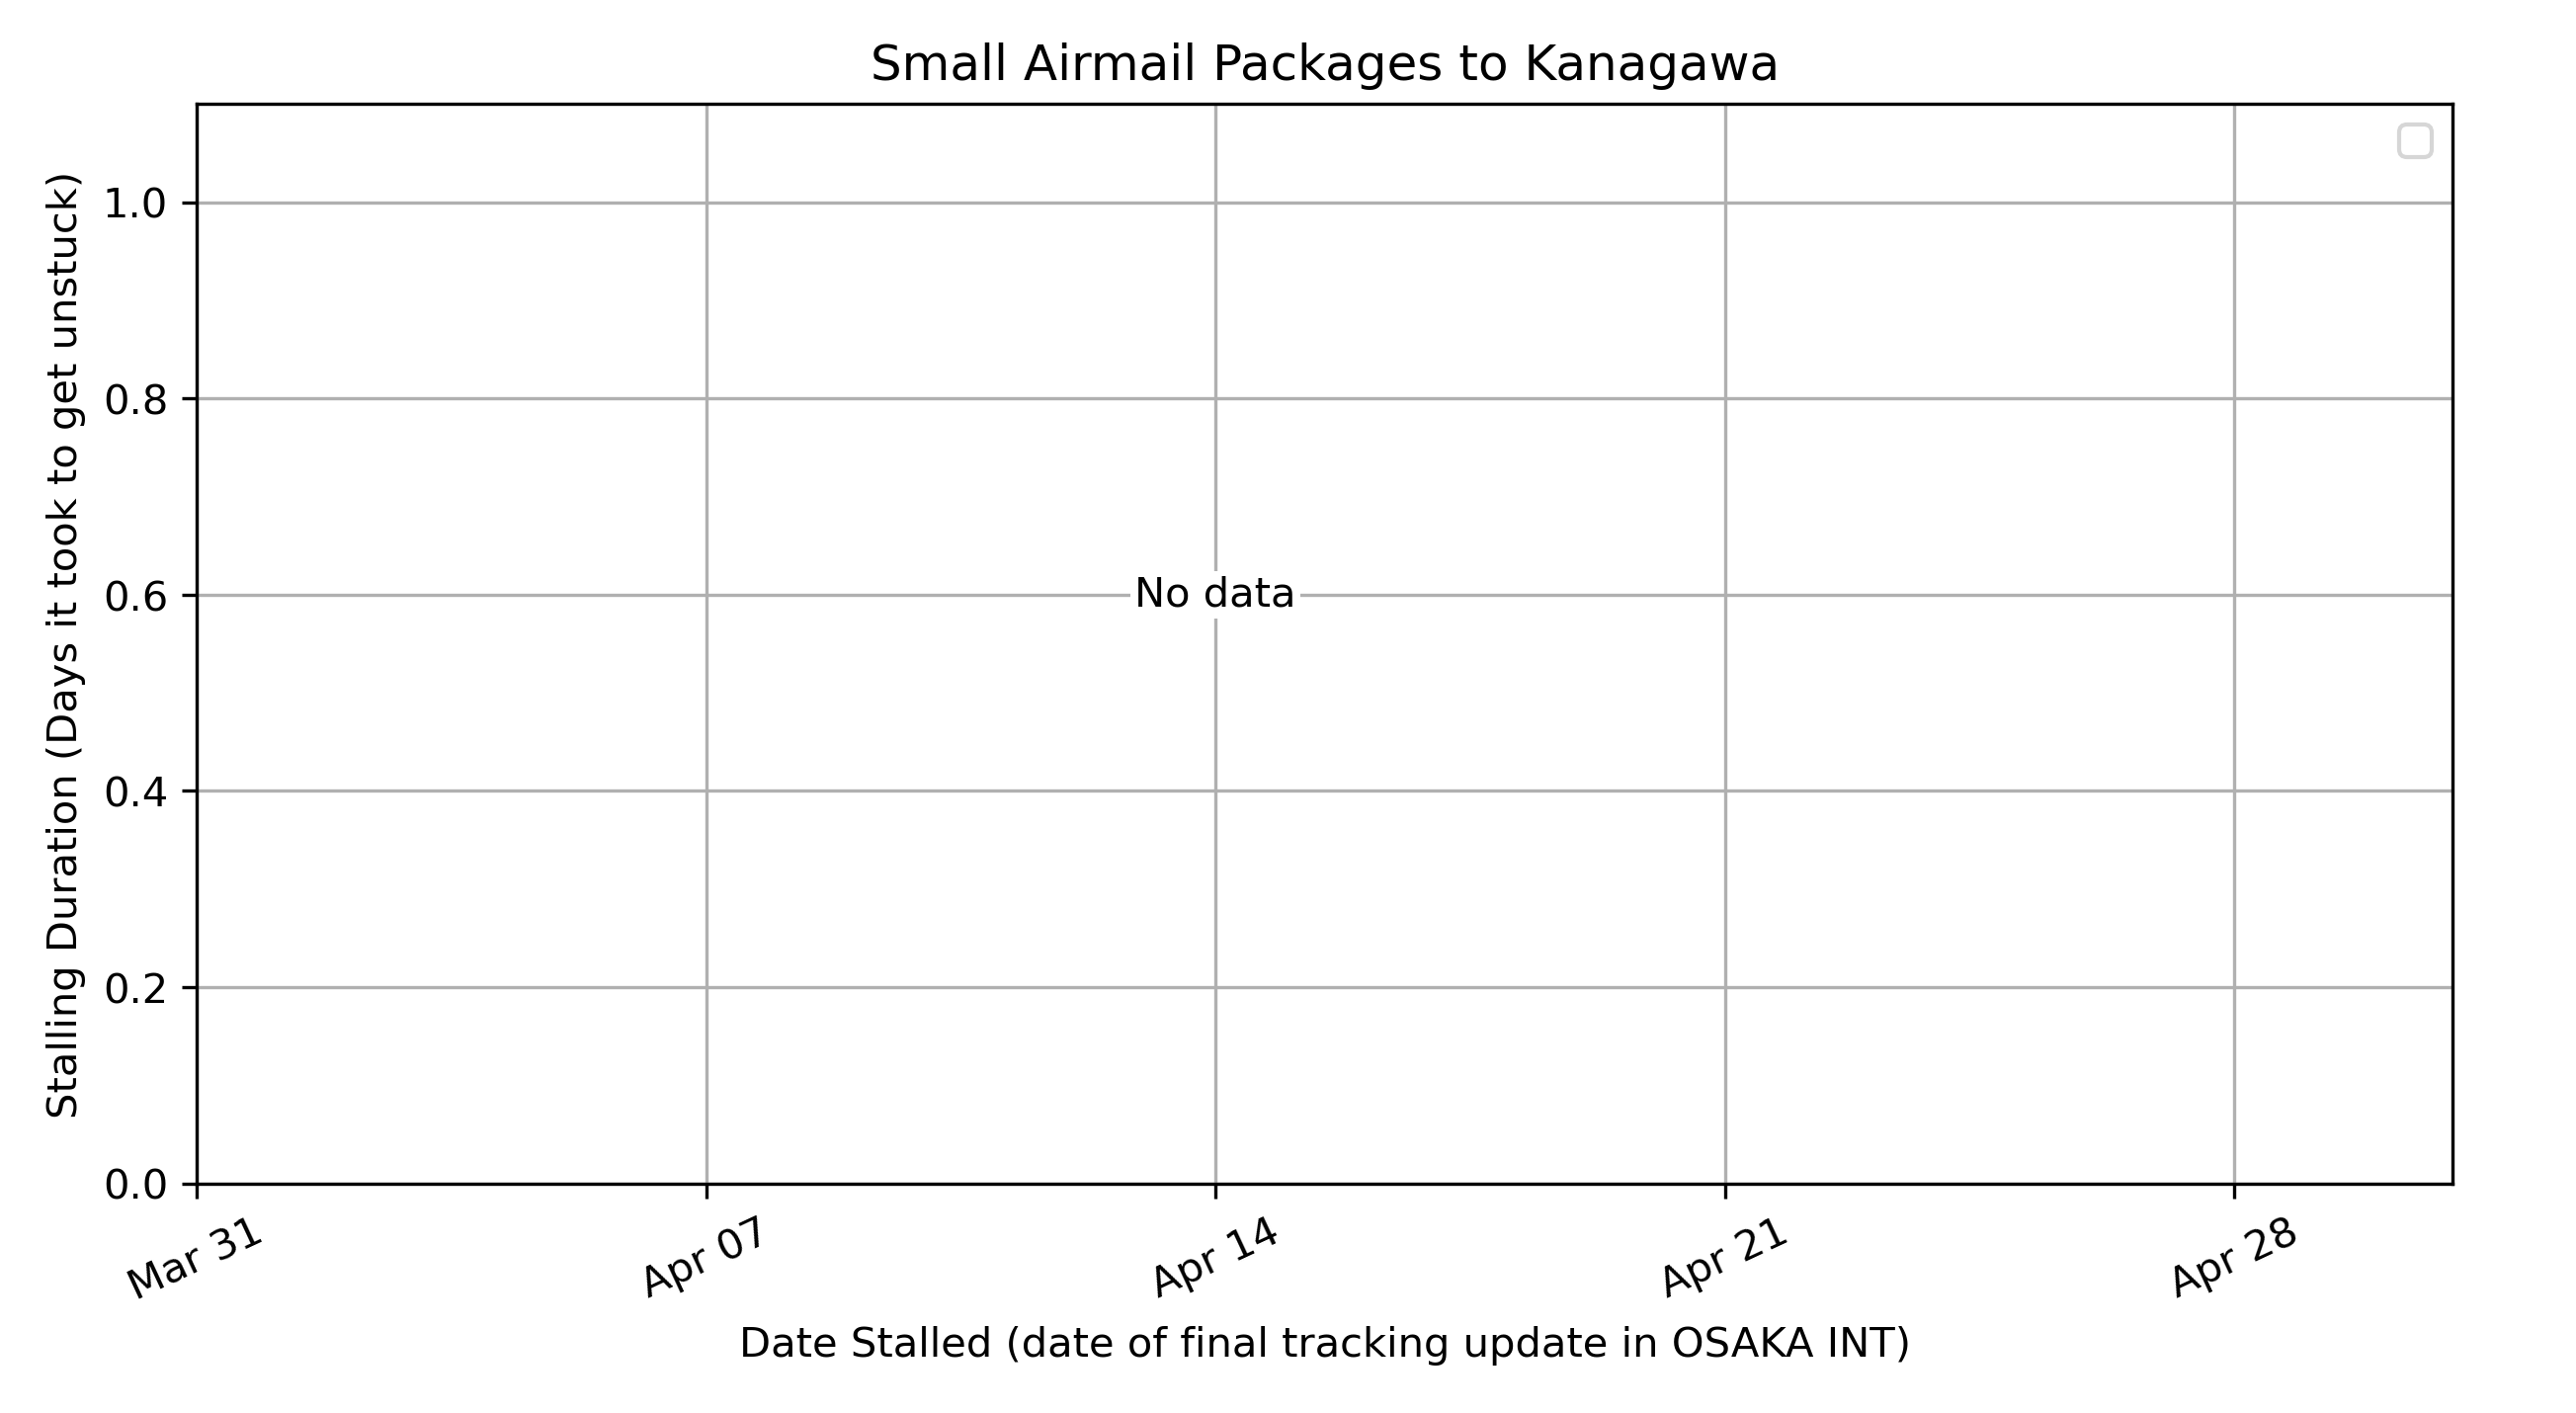 Small Airmail Packages to Kanagawa
Stalling Duration (Days it took to get unstuck)
1.0
0.8
0.6
0.4
0.2
0.0
No data
Mar 31
Apr 07
Apr 14
Apr 21
Apr 28
Date Stalled (date of final tracking update in OSAKA INT)